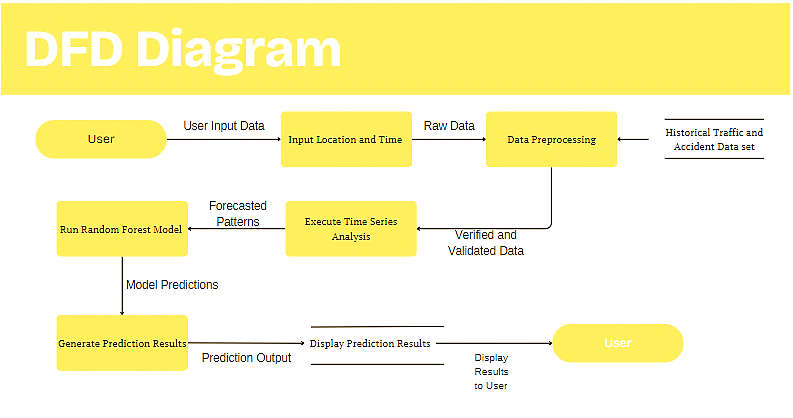 DFD Diagram
User
User Input Data
Input Location and Time
Raw Data
Data Preprocessing
Historical Traffic and
Accident Data set
Run Random Forest Model
Forecasted
Patterns
Execute Time Series
Analysis
Verified and
Validated Data
Model Predictions
Generate Prediction Results
Prediction Output
Display Prediction Results
Display
Results
to User
User